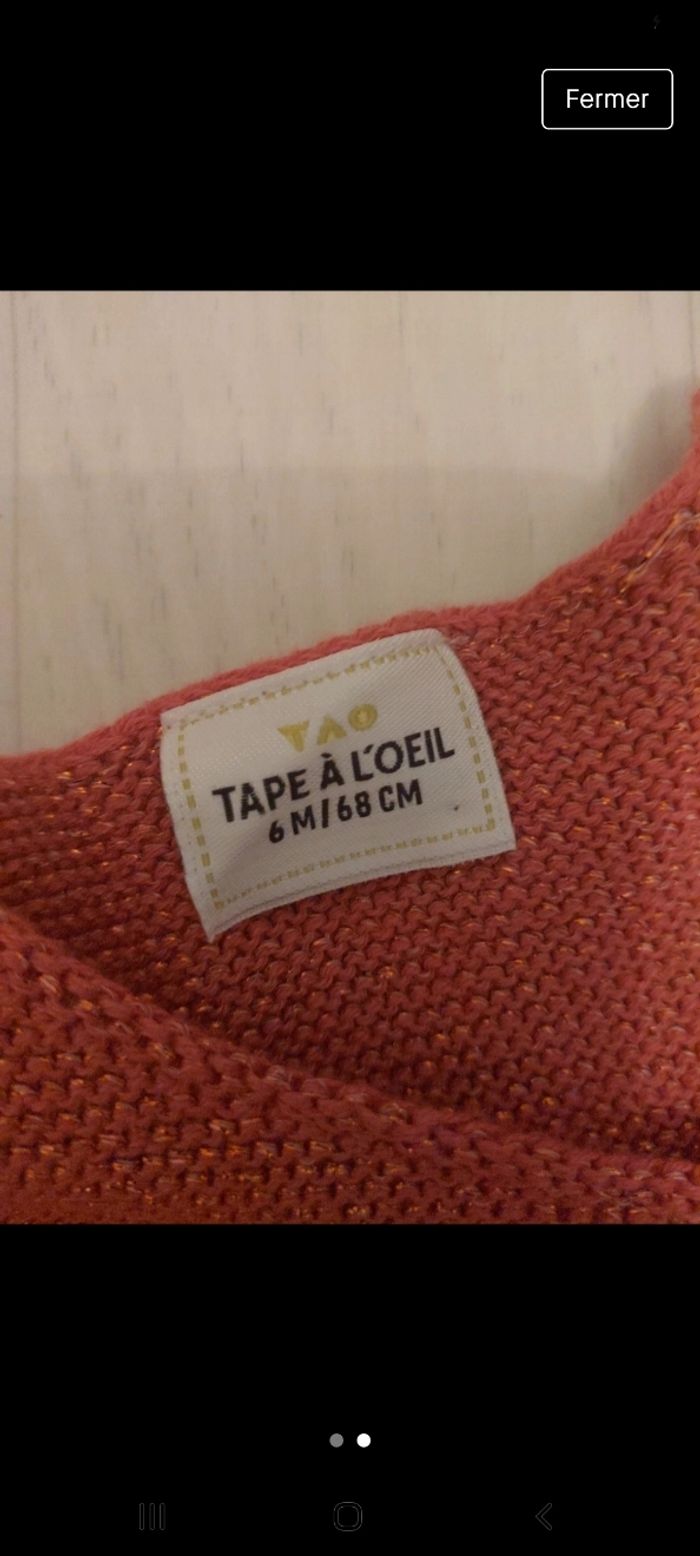 Fermer
TAO
TAPE À L'OEIL
6 M/68 CM